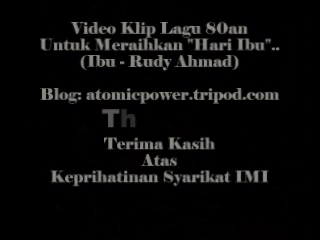 Video Klip Lagu 80an
Untuk Meraihkan "Hari Ibu"..
(Ibu - Rudy Ahmad)
Blog: atomicpower.tripod.com
Th
Terima Kasih
Atas
Keprihatinan Syarikat IMI